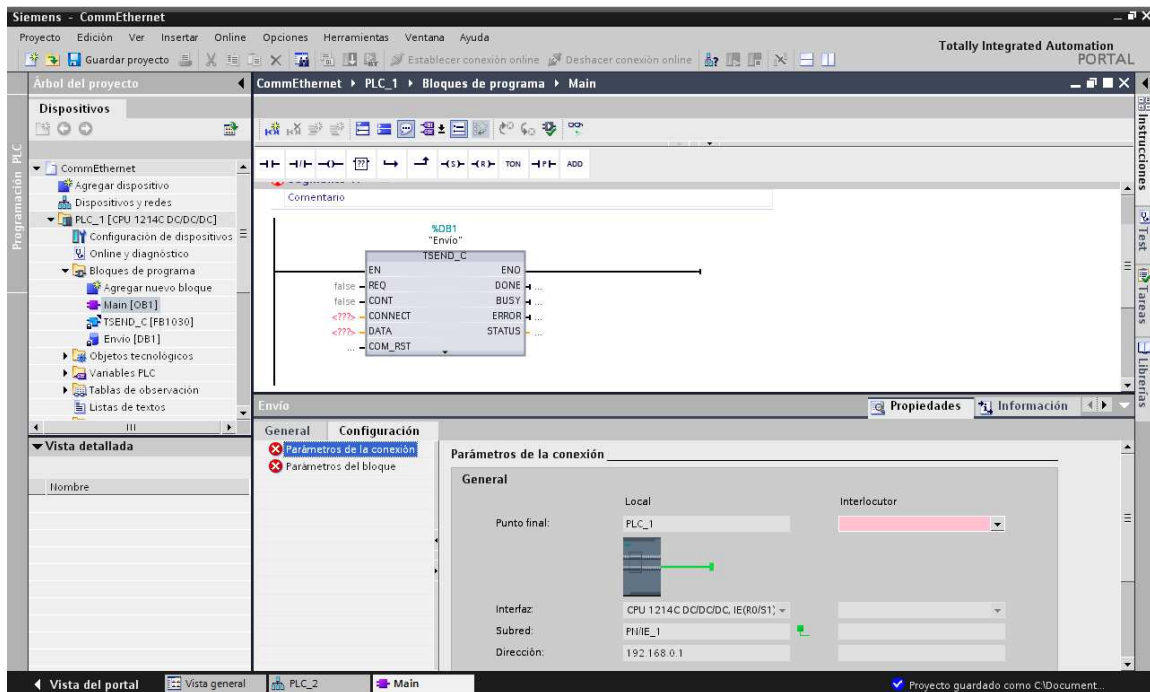 Siemens - CommEthernet
Proyecto Edición Ver Insertar Online Opciones Herramientas Ventana Ayuda
Totally Integrated Automation
PORTAL
Guardar proyecto
Establecer conexión online
Deshacer conexión online
Árbol del proyecto
CommEthernet PLC_1 Bloques de programa Main
Dispositivos
Programación PLC
CommEthernet
Agregar dispositivo
Dispositivos y redes
PLC_1 [CPU 1214C DC/DC/DC]
Configuración de dispositivos
Online y diagnóstico
Bloques de programa
Agregar nuevo bloque
Main [OB1]
TSEND_C [FB1030]
Envío [DB1]
Objetos tecnológicos
Variables PLC
Tablas de observación
Listas de textos
Vista detallada
Nombre
?? (S) (R) TON P ADD
Comentario
%DB1
"Envío"
TSEND_C
EN ENO
false REQ DONE ...
false CONT BUSY ...
<???> CONNECT ERROR ...
<???> DATA STATUS ...
... COM_RST
Instrucciones
Test
Tareas
Librerías
Envío
Propiedades
Información
General Configuración
Parámetros de la conexión
Parámetros del bloque
Parámetros de la conexión
General
Local Interlocutor
Punto final: PLC_1
Interfaz: CPU 1214C DC/DC/DC, IE(R0/S1)
Subred: PN/IE_1
Dirección: 192.168.0.1
Vista del portal
Vista general
PLC_2
Main
Proyecto guardado como C:\Document...